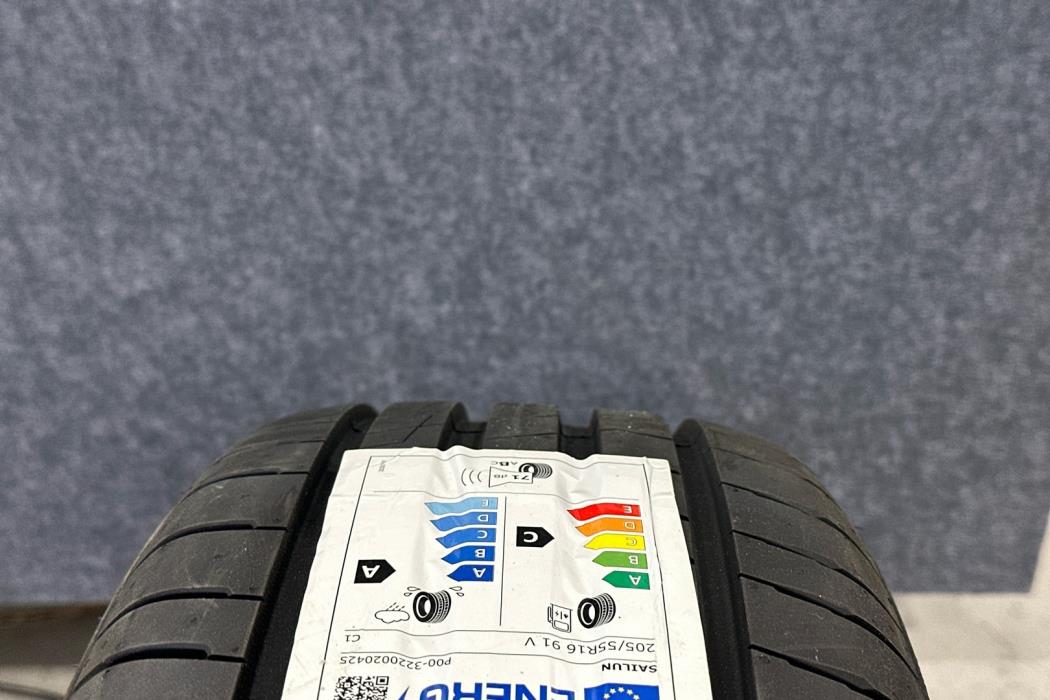 ENERG
SAILUN
P00-3220020425
205/55R16 91 V
C1
A
B
C
D
E
C
A
B
C
D
E
A
71 dB
ABC